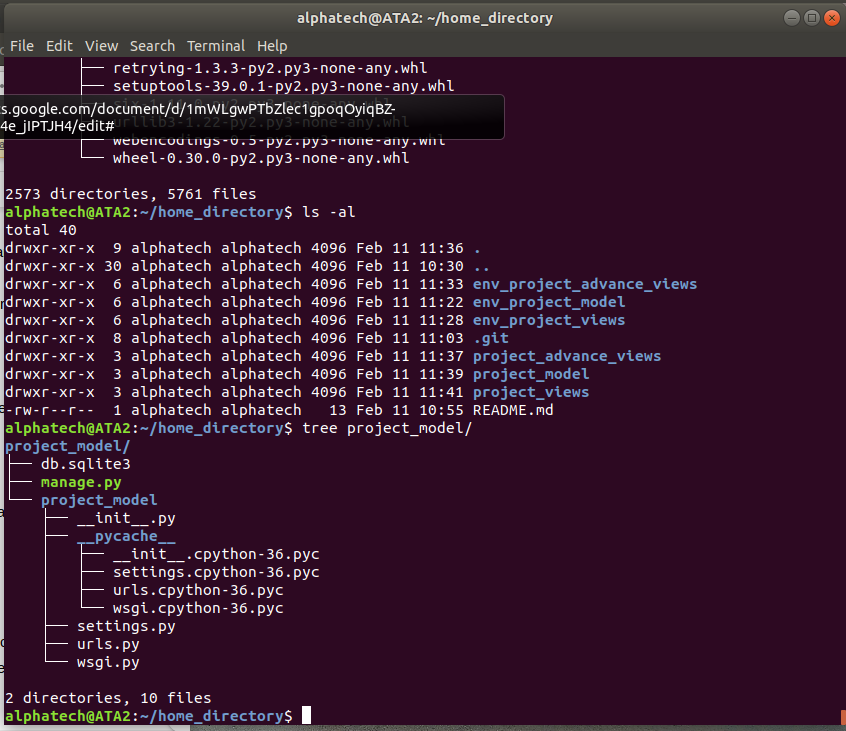 alphatech@ATA2: ~/home_directory
File Edit View Search Terminal Help
├── retrying-1.3.3-py2.py3-none-any.whl
├── setuptools-39.0.1-py2.py3-none-any.whl
s.google.com/document/d/1mWLgwPTbZlec1gpoqOyiqBZ-
urllib3-1.22-py2.py3-none-any.whl
4e_jIPTJH4/edit#
├── webencodings-0.5-py2.py3-none-any.whl
└── wheel-0.30.0-py2.py3-none-any.whl
2573 directories, 5761 files
alphatech@ATA2:~/home_directory$ ls -al
total 40
drwxr-xr-x  9 alphatech alphatech 4096 Feb 11 11:36 .
drwxr-xr-x 30 alphatech alphatech 4096 Feb 11 10:30 ..
drwxr-xr-x  6 alphatech alphatech 4096 Feb 11 11:33 env_project_advance_views
drwxr-xr-x  6 alphatech alphatech 4096 Feb 11 11:22 env_project_model
drwxr-xr-x  6 alphatech alphatech 4096 Feb 11 11:28 env_project_views
drwxr-xr-x  8 alphatech alphatech 4096 Feb 11 11:03 .git
drwxr-xr-x  3 alphatech alphatech 4096 Feb 11 11:37 project_advance_views
drwxr-xr-x  3 alphatech alphatech 4096 Feb 11 11:39 project_model
drwxr-xr-x  3 alphatech alphatech 4096 Feb 11 11:41 project_views
-rw-r--r--  1 alphatech alphatech   13 Feb 11 10:55 README.md
alphatech@ATA2:~/home_directory$ tree project_model/
project_model/
├── db.sqlite3
├── manage.py
└── project_model
    ├── __init__.py
    ├── __pycache__
    │   ├── __init__.cpython-36.pyc
    │   ├── settings.cpython-36.pyc
    │   ├── urls.cpython-36.pyc
    │   └── wsgi.cpython-36.pyc
    ├── settings.py
    ├── urls.py
    └── wsgi.py
2 directories, 10 files
alphatech@ATA2:~/home_directory$